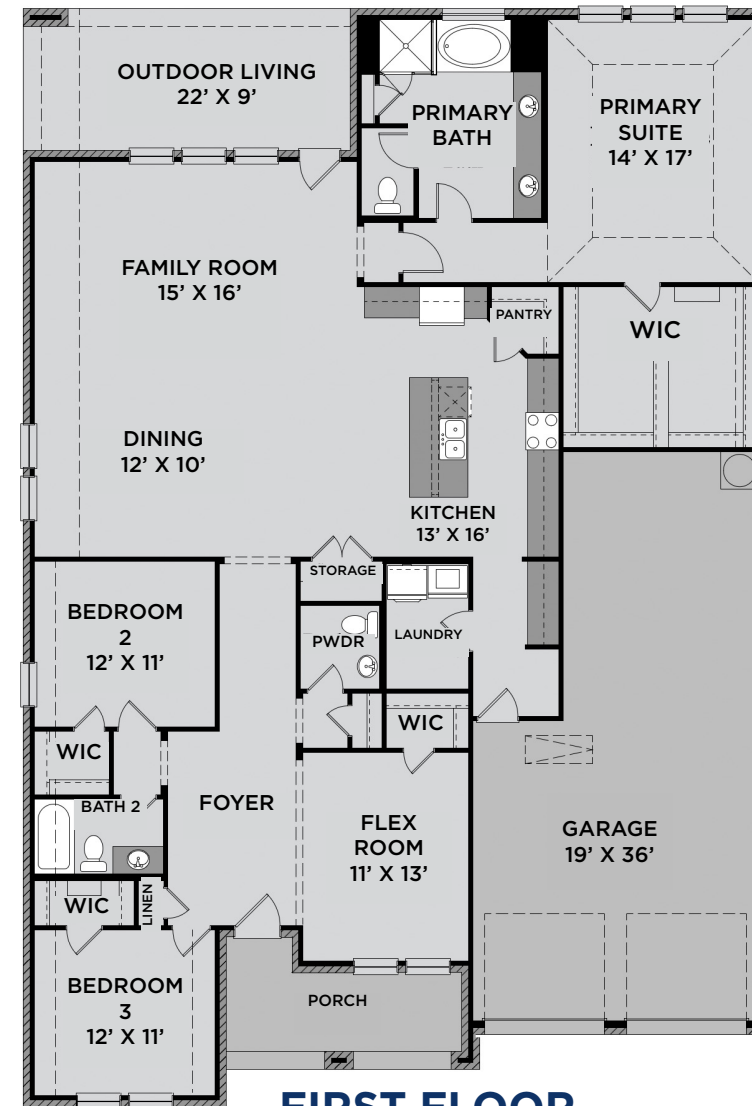 OUTDOOR LIVING
22’ X 9’
PRIMARY
BATH
PRIMARY
SUITE
14’ X 17’
FAMILY ROOM
15’ X 16’
PANTRY
WIC
DINING
12’ X 10’
KITCHEN
13’ X 16’
STORAGE
BEDROOM
2
12’ X 11’
PWDR
LAUNDRY
WIC
WIC
BATH 2
FOYER
FLEX
ROOM
11’ X 13’
GARAGE
19’ X 36’
WIC
LINEN
BEDROOM
3
12’ X 11’
PORCH
FIRST FLOOR